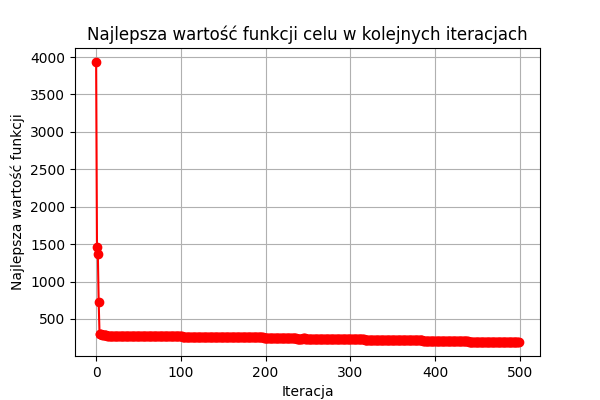 Najlepsza wartość funkcji celu w kolejnych iteracjach
Najlepsza wartość funkcji
4000
3500
3000
2500
2000
1500
1000
500
0 100 200 300 400 500
Iteracja